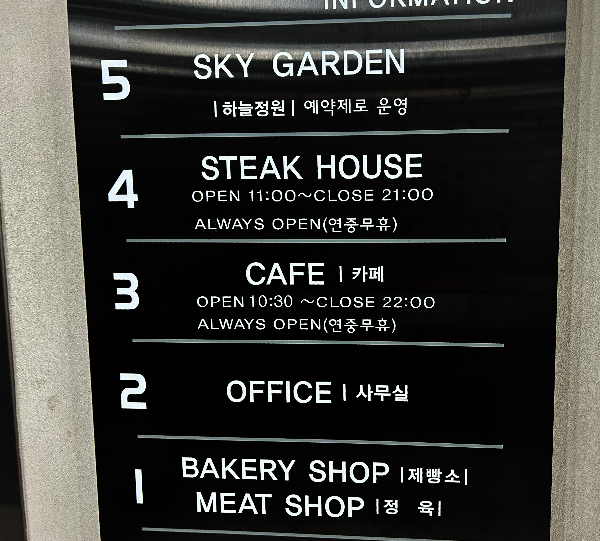 INFORMATION
5 SKY GARDEN
|하늘정원| 예약제로 운영
4 STEAK HOUSE
OPEN 11:00~CLOSE 21:00
ALWAYS OPEN(연중무휴)
3 CAFE | 카페
OPEN 10:30 ~CLOSE 22:00
ALWAYS OPEN(연중무휴)
2 OFFICE | 사무실
1 BAKERY SHOP |제빵소|
MEAT SHOP |정 육|